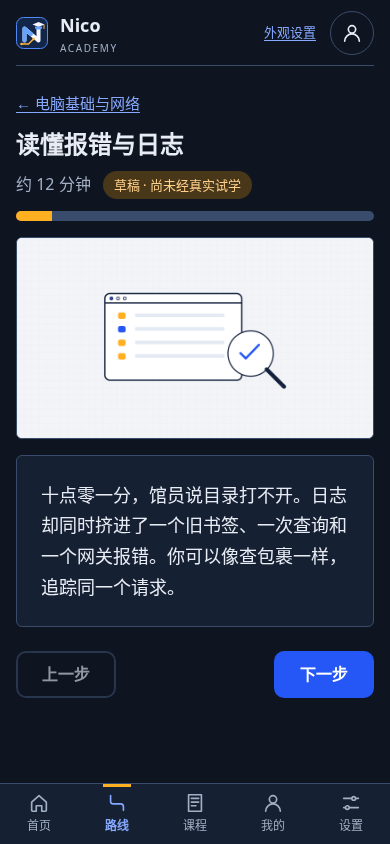 Nico
ACADEMY
外观设置
← 电脑基础与网络
读懂报错与日志
约 12 分钟
草稿 · 尚未经真实试学
十点零一分，馆员说目录打不开。日志
却同时挤进了一个旧书签、一次查询和
一个网关报错。你可以像查包裹一样，
追踪同一个请求。
上一步
下一步
首页
路线
课程
我的
设置